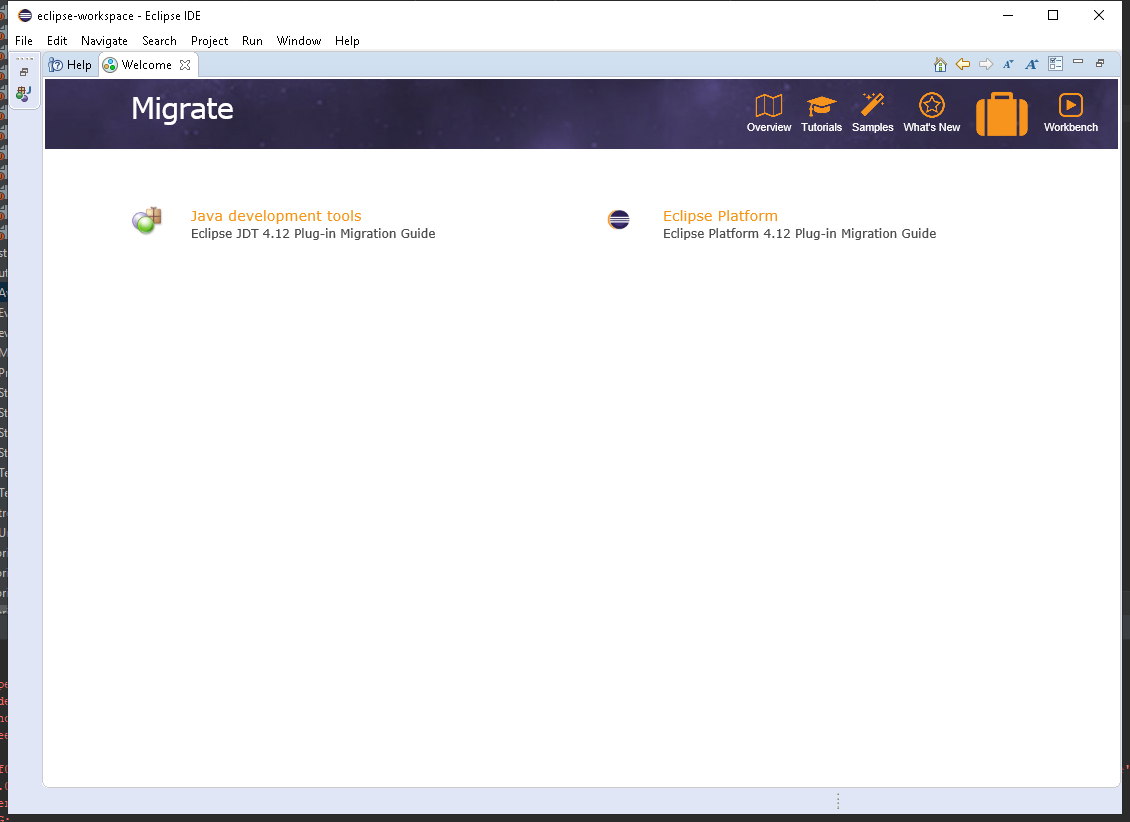 eclipse-workspace - Eclipse IDE
File Edit Navigate Search Project Run Window Help
Help Welcome
Migrate
Overview Tutorials Samples What's New Workbench
Java development tools
Eclipse JDT 4.12 Plug-in Migration Guide
Eclipse Platform
Eclipse Platform 4.12 Plug-in Migration Guide